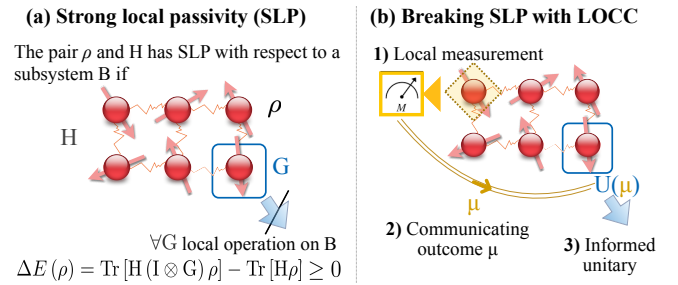 (a) Strong local passivity (SLP)
The pair ρ and H has SLP with respect to a
subsystem B if
ρ
H
G
∀G local operation on B
ΔE (ρ) = Tr [H (I ⊗ G) ρ] − Tr [Hρ] ≥ 0
(b) Breaking SLP with LOCC
1) Local measurement
M
U(μ)
μ
2) Communicating
outcome μ
3) Informed
unitary